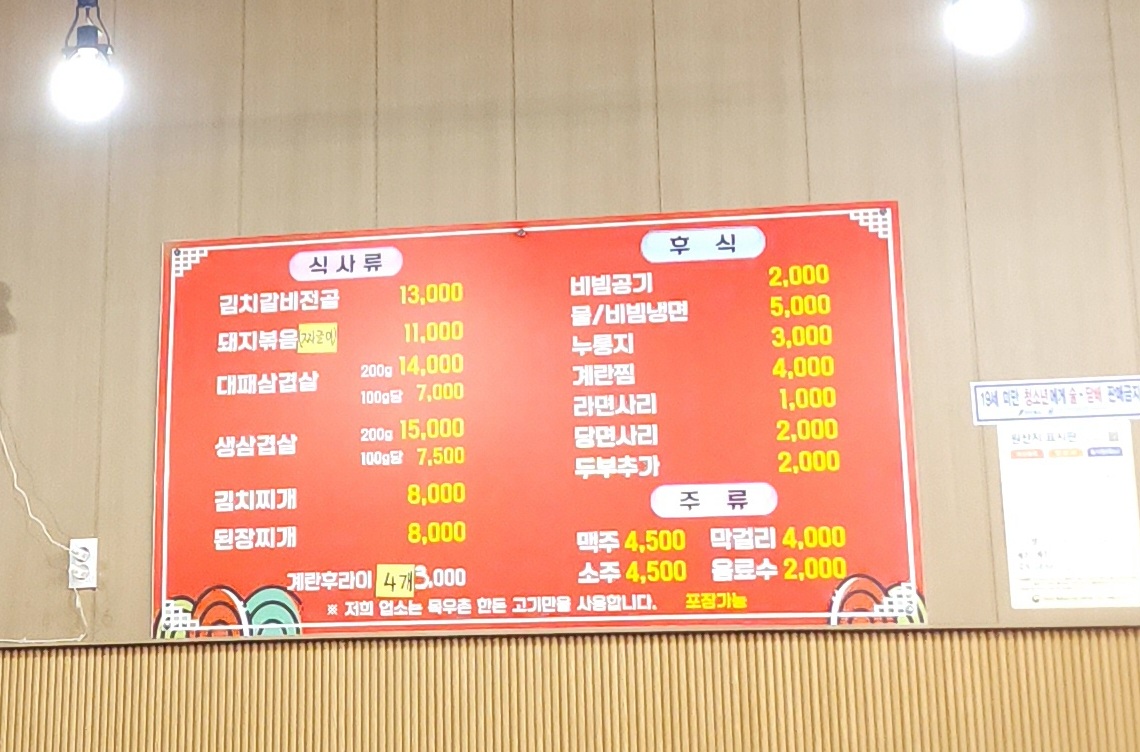 식사류
김치갈비전골 13,000
돼지볶음 11,000
대패삼겹살 200g 14,000
100g당 7,000
생삼겹살 200g 15,000
100g당 7,500
김치찌개 8,000
된장찌개 8,000
계란후라이 4개 3,000
후식
비빔공기 2,000
물/비빔냉면 5,000
누룽지 3,000
계란찜 4,000
라면사리 1,000
당면사리 2,000
두부추가 2,000
주류
맥주 4,500 막걸리 4,000
소주 4,500 음료수 2,000
※ 저희 업소는 목우촌 한돈 고기만을 사용합니다. 포장가능
19세 미만 청소년에게 술·담배 판매금지
원산지 표시판